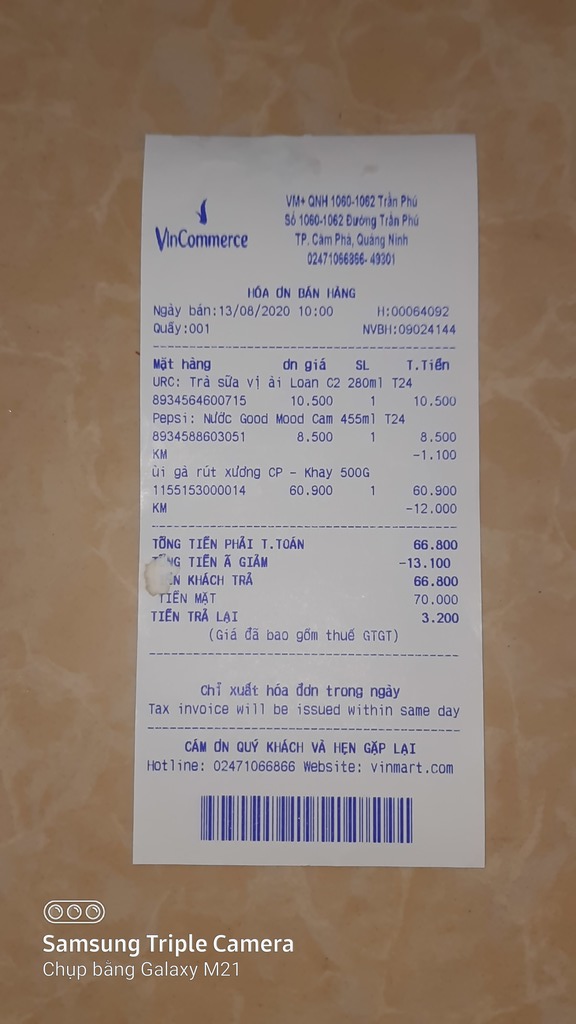 VinCommerce
VM+ QNH 1060-1062 Trần Phú
Số 1060-1062 Đường Trần Phú
TP. Cẩm Phả, Quảng Ninh
02471066866- 49301
HÓA ƠN BÁN HÀNG
Ngày bán:13/08/2020 10:00 H:00064092
Quầy:001 NVBH:09024144
Mặt hàng ơn giá SL T.Tiền
URC: Trà sữa vị ài Loan C2 280ml T24
8934564600715 10.500 1 10.500
Pepsi: Nước Good Mood Cam 455ml T24
8934588603051 8.500 1 8.500
KM -1.100
ùi gà rút xương CP - Khay 500G
1155153000014 60.900 1 60.900
KM -12.000
TỔNG TIỀN PHẢI T.TOÁN 66.800
TỔNG TIỀN Ã GIẢM -13.100
KHÁCH TRẢ 66.800
TIỀN MẶT 70.000
TIỀN TRẢ LẠI 3.200
(Giá đã bao gồm thuế GTGT)
Chỉ xuất hóa đơn trong ngày
Tax invoice will be issued within same day
CẢM ƠN QUÝ KHÁCH VÀ HẸN GẶP LẠI
Hotline: 02471066866 Website: vinmart.com
Samsung Triple Camera
Chụp bằng Galaxy M21